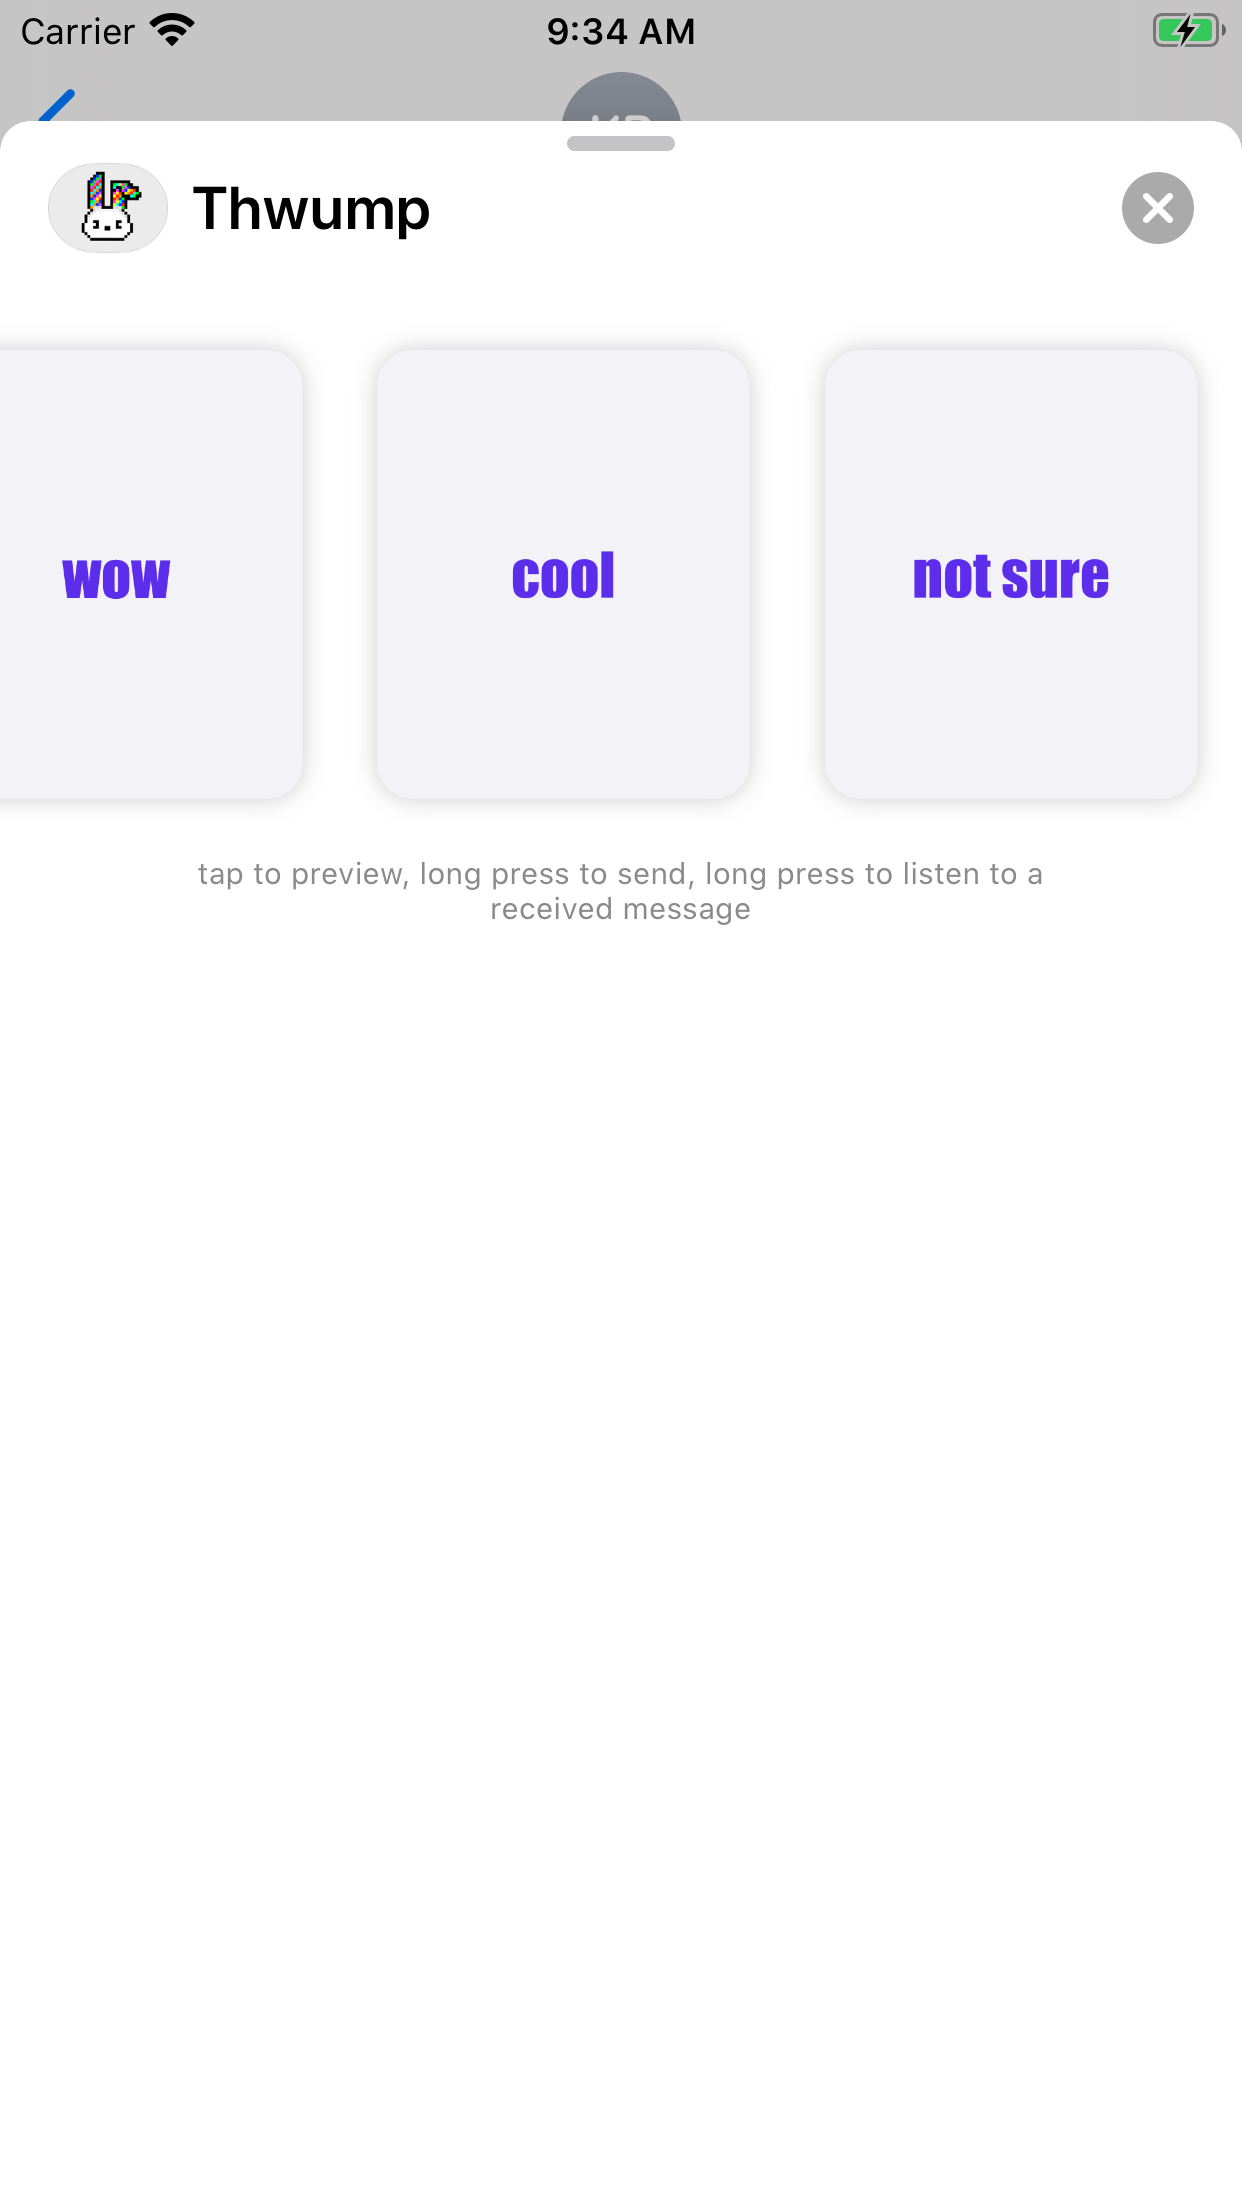 Carrier 9:34 AM
Thwump
wow
cool
not sure
tap to preview, long press to send, long press to listen to a
received message